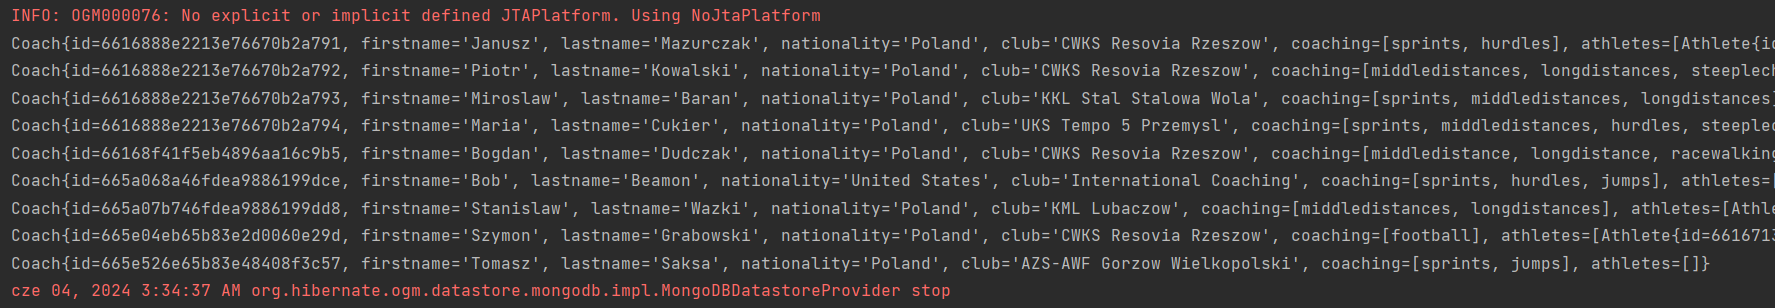 INFO: OGM000076: No explicit or implicit defined JTAPlatform. Using NoJtaPlatform
Coach{id=6616888e2213e76670b2a791, firstname='Janusz', lastname='Mazurczak', nationality='Poland', club='CWKS Resovia Rzeszow', coaching=[sprints, hurdles], athletes=[Athlete{id
Coach{id=6616888e2213e76670b2a792, firstname='Piotr', lastname='Kowalski', nationality='Poland', club='CWKS Resovia Rzeszow', coaching=[middledistances, longdistances, steeplech
Coach{id=6616888e2213e76670b2a793, firstname='Miroslaw', lastname='Baran', nationality='Poland', club='KKL Stal Stalowa Wola', coaching=[sprints, middledistances, longdistances]
Coach{id=6616888e2213e76670b2a794, firstname='Maria', lastname='Cukier', nationality='Poland', club='UKS Tempo 5 Przemysl', coaching=[sprints, middledistances, hurdles, steeplec
Coach{id=66168f41f5eb4896aa16c9b5, firstname='Bogdan', lastname='Dudczak', nationality='Poland', club='CWKS Resovia Rzeszow', coaching=[middledistance, longdistance, racewalking
Coach{id=665a068a46fdea9886199dce, firstname='Bob', lastname='Beamon', nationality='United States', club='International Coaching', coaching=[sprints, hurdles, jumps], athletes=[
Coach{id=665a07b746fdea9886199dd8, firstname='Stanislaw', lastname='Wazki', nationality='Poland', club='KML Lubaczow', coaching=[middledistances, longdistances], athletes=[Athle
Coach{id=665e04eb65b83e2d0060e29d, firstname='Szymon', lastname='Grabowski', nationality='Poland', club='CWKS Resovia Rzeszow', coaching=[football], athletes=[Athlete{id=6616713
Coach{id=665e526e65b83e48408f3c57, firstname='Tomasz', lastname='Saksa', nationality='Poland', club='AZS-AWF Gorzow Wielkopolski', coaching=[sprints, jumps], athletes=[]}
cze 04, 2024 3:34:37 AM org.hibernate.ogm.datastore.mongodb.impl.MongoDBDatastoreProvider stop